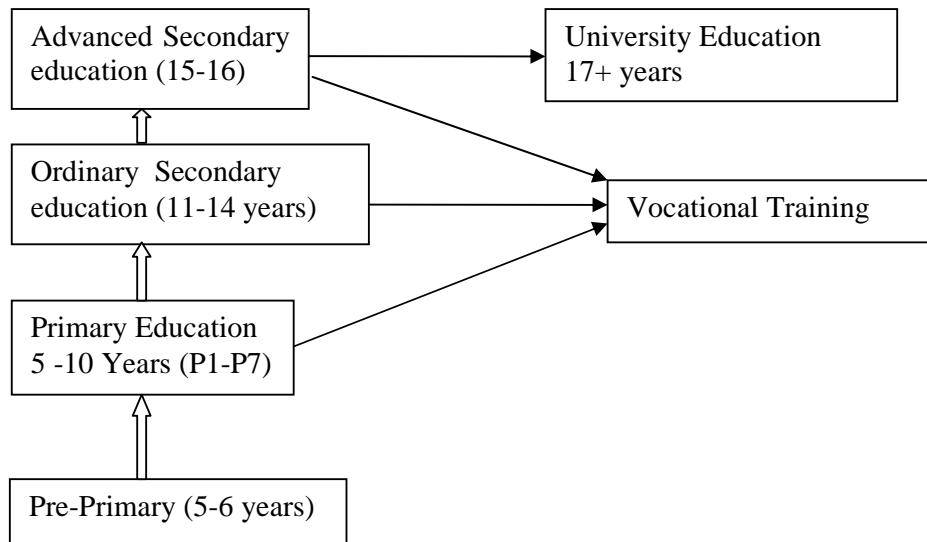 Advanced Secondary
education (15-16)
University Education
17+ years
Ordinary Secondary
education (11-14 years)
Vocational Training
Primary Education
5 -10 Years (P1-P7)
Pre-Primary (5-6 years)